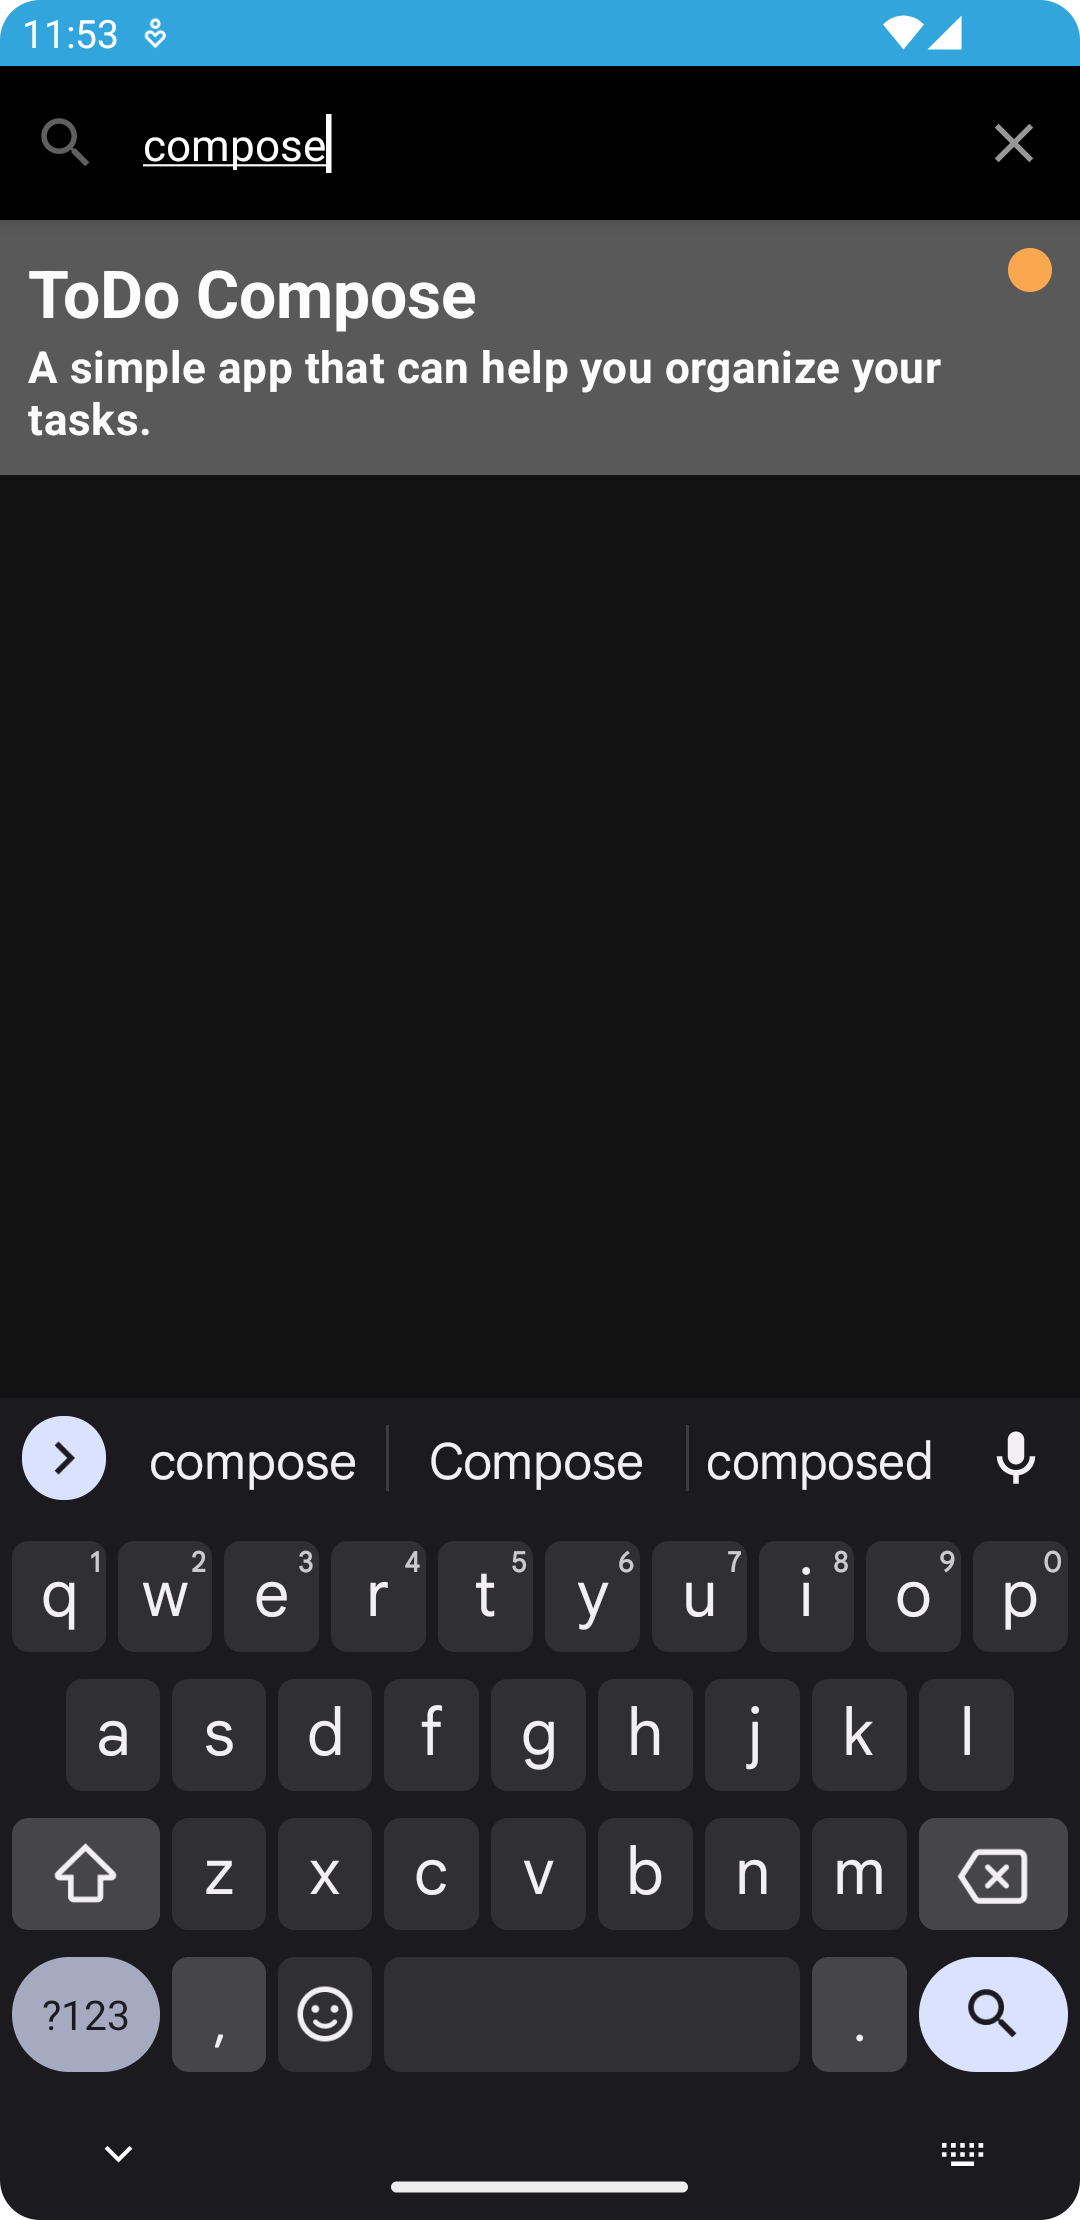 11:53
compose
ToDo Compose
A simple app that can help you organize your
tasks.
compose Compose composed
q 1 w 2 e 3 r 4 t 5 y 6 u 7 i 8 o 9 p 0
a s d f g h j k l
z x c v b n m
?123 , .